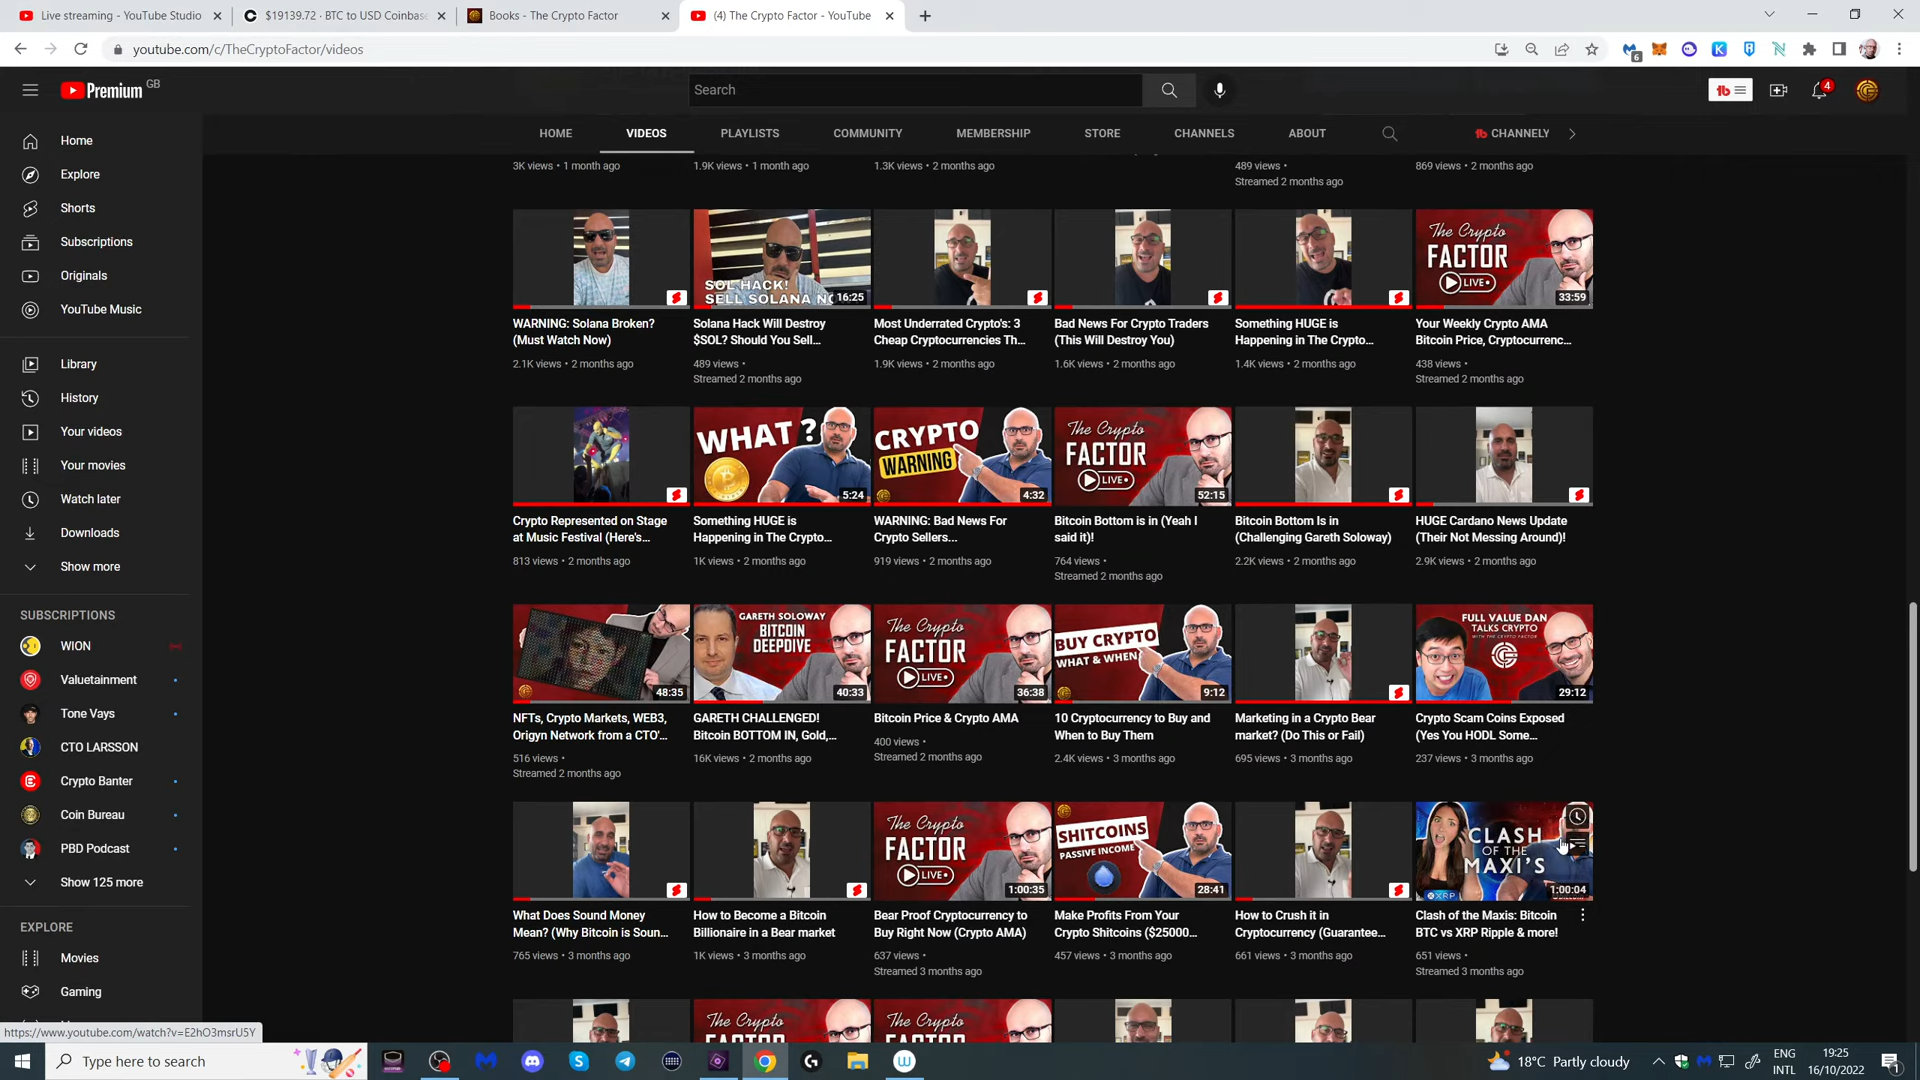 Live streaming - YouTube Studio
$19139.72 · BTC to USD Coinbase
Books - The Crypto Factor
(4) The Crypto Factor - YouTube
youtube.com/c/TheCryptoFactor/videos
6
Premium GB
Search
4
HOME VIDEOS PLAYLISTS COMMUNITY MEMBERSHIP STORE CHANNELS ABOUT CHANNELY
Home
Explore
Shorts
Subscriptions
Originals
YouTube Music
Library
History
Your videos
Your movies
Watch later
Downloads
Show more
SUBSCRIPTIONS
WION
Valuetainment
Tone Vays
CTO LARSSON
Crypto Banter
Coin Bureau
PBD Podcast
Show 125 more
EXPLORE
Movies
Gaming
3K views • 1 month ago
1.9K views • 1 month ago
1.3K views • 2 months ago
489 views •
Streamed 2 months ago
869 views • 2 months ago
WARNING: Solana Broken?
(Must Watch Now)
2.1K views • 2 months ago
SOL HACK!
SELL SOLANA NO
16:25
Solana Hack Will Destroy
$SOL? Should You Sell...
489 views •
Streamed 2 months ago
Most Underrated Crypto's: 3
Cheap Cryptocurrencies Th...
1.9K views • 2 months ago
Bad News For Crypto Traders
(This Will Destroy You)
1.6K views • 2 months ago
Something HUGE is
Happening in The Crypto...
1.4K views • 2 months ago
The Crypto
FACTOR
LIVE
33:59
Your Weekly Crypto AMA
Bitcoin Price, Cryptocurrenc...
438 views •
Streamed 2 months ago
Crypto Represented on Stage
at Music Festival (Here's...
813 views • 2 months ago
WHAT ?
5:24
Something HUGE is
Happening in The Crypto...
1K views • 2 months ago
CRYPTO
WARNING
4:32
WARNING: Bad News For
Crypto Sellers...
919 views • 2 months ago
The Crypto
FACTOR
LIVE
52:15
Bitcoin Bottom is in (Yeah I
said it)!
764 views •
Streamed 2 months ago
Bitcoin Bottom Is in
(Challenging Gareth Soloway)
2.2K views • 2 months ago
HUGE Cardano News Update
(Their Not Messing Around)!
2.9K views • 2 months ago
48:35
NFTs, Crypto Markets, WEB3,
Origyn Network from a CTO'...
516 views •
Streamed 2 months ago
GARETH SOLOWAY
BITCOIN
DEEPDIVE
40:33
GARETH CHALLENGED!
Bitcoin BOTTOM IN, Gold,...
16K views • 2 months ago
The Crypto
FACTOR
LIVE
36:38
Bitcoin Price & Crypto AMA
400 views •
Streamed 2 months ago
BUY CRYPTO
WHAT & WHEN
9:12
10 Cryptocurrency to Buy and
When to Buy Them
2.4K views • 3 months ago
Marketing in a Crypto Bear
market? (Do This or Fail)
695 views • 3 months ago
FULL VALUE DAN
TALKS CRYPTO
WITH THE CRYPTO FACTOR
29:12
Crypto Scam Coins Exposed
(Yes You HODL Some...
237 views • 3 months ago
What Does Sound Money
Mean? (Why Bitcoin is Soun...
765 views • 3 months ago
How to Become a Bitcoin
Billionaire in a Bear market
1K views • 3 months ago
The Crypto
FACTOR
LIVE
1:00:35
Bear Proof Cryptocurrency to
Buy Right Now (Crypto AMA)
637 views •
Streamed 3 months ago
SHITCOINS
PASSIVE INCOME
28:41
Make Profits From Your
Crypto Shitcoins ($25000...
457 views • 3 months ago
How to Crush it in
Cryptocurrency (Guarantee...
661 views • 3 months ago
CLASH
OF THE
MAXI'S
XRP
1:00:04
Clash of the Maxis: Bitcoin
BTC vs XRP Ripple & more!
651 views •
Streamed 3 months ago
The Crypto
FACTOR
The Crypto
FACTOR
https://www.youtube.com/watch?v=E2hO3msrU5Y
Type here to search
18°C Partly cloudy
ENG
INTL
19:25
16/10/2022
1